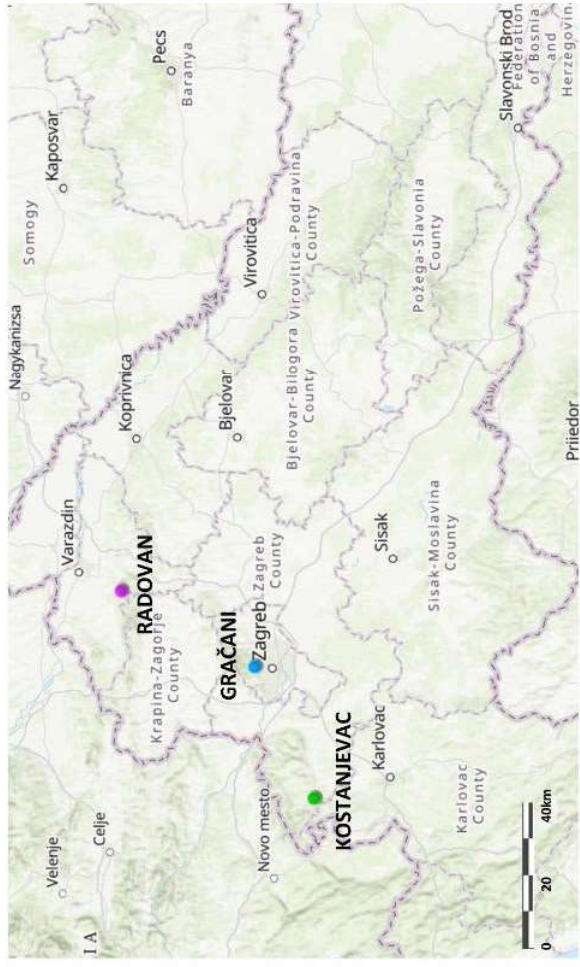 Velenje
Celje
I A
Varazdin
Nagykanizsa
Somogy
Kaposvar
Pecs
Baranya
RADOVAN
Krapina-Zagorje
County
Koprivnica
GRAČANI
Zagreb
Zagreb
County
Bjelovar
Virovitica
Bjelovar-Bilogora
County
Virovitica-Podravina
County
Novo mesto
KOSTANJEVAC
Karlovac
Sisak
Požega-Slavonia
County
Karlovac
County
Sisak-Moslavina
County
Slavonski Brod
Federation
of Bosnia
and
Herzegovin
Prijedor
0 20 40km